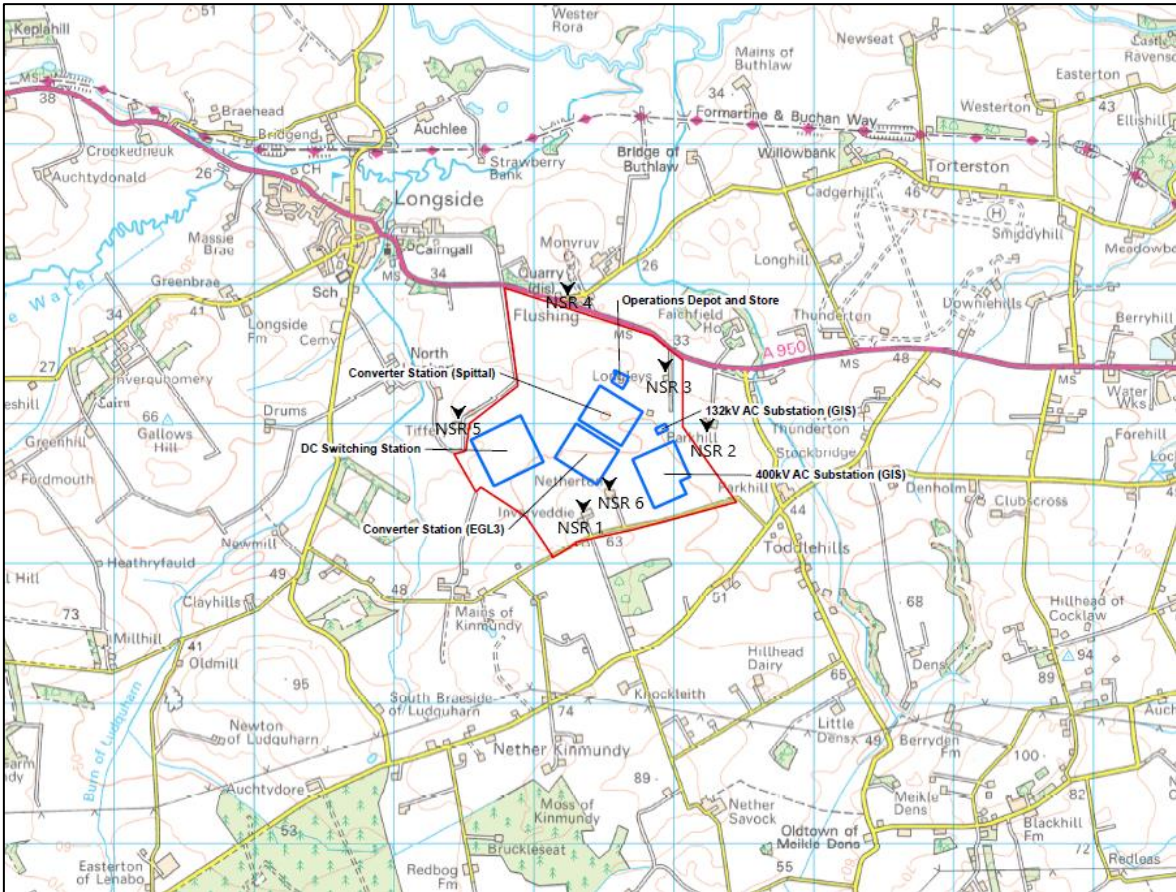 51
Keplahill
Wester
Rora
Newseat
Castle
Mains of
Buthlaw
Easterton
MS
38
Braehead
34
Westerton
43
Formartine & Buchan Way
Bridgend
Auchlee
Ellishill
Crookedneuk
CH
Strawberry
Bank
Bridge of
Buthlaw
Willowbank
Torterston
Auchtydonald
26
Cadgerhill
46
Longside
H
Massie
Brae
Cairngall
Monyruy
Smiddyhill
26
Longhill
Greenbrae
MS
34
Quarry
(dis)
NSR 4
Operations Depot and Store
Downiehills
Sch
41
Flushing
Faichfield
Ho
Thunderton
Berryhill
34
Longside
Fm
MS
33
A 950
MS
27
Cemy
North
48
MS
Converter Station (Spittal)
Longleys
NSR 3
Water
Wks
Inverquhomery
Cairn
132kV AC Substation (GIS)
66
Drums
Thunderton
Greenhill
Gallows
Hill
NSR 5
Parkhill
NSR 2
Forehill
DC Switching Station
Stockbridge
Fordmouth
Netherton
400kV AC Substation (GIS)
NSR 6
Parkhill
Denholm
Clubscross
Inverveddie
NSR 1
44
Converter Station (EGL3)
Newmill
63
Toddlehills
Heathryfauld
49
Hill
48
51
Clayhills
68
Hillhead of
Cocklaw
73
Mains of
Kinmundy
Millhill
41
Hillhead
Dairy
Dens
94
Oldmill
65
89
95
South Braeside
of Ludquharn
Knockleith
Newton
of Ludquharn
74
Little
Dens
49
Berryden
Fm
Burn of Ludquharn
Nether Kinmundy
100
Auchtydore
89
Meikle
Dens
82
Moss of
Kinmundy
Nether
Savock
53
Oldtown of
Meikle Dens
Blackhill
Fm
72
Easterton
of Lenabo
Redbog
Fm
Bruckleseat
55
Redleas